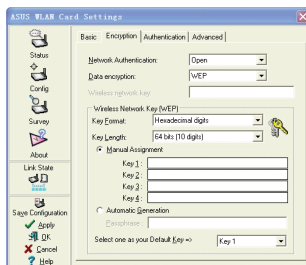 ASUS WLAN Card Settings
Status
Config
Survey
About
Link State
Save Configuration
Apply
OK
Cancel
Help
Basic
Encryption
Authentication
Advanced
Network Authentication:
Open
Data encryption:
WEP
Wireless network key:
Wireless Network Key (WEP)
Key Format:
Hexadecimal digits
Key Length:
64 bits (10 digits)
Manual Assignment
Key 1 :
Key 2 :
Key 3 :
Key 4 :
Automatic Generation
Passphrase :
Select one as your Default Key =>
Key 1